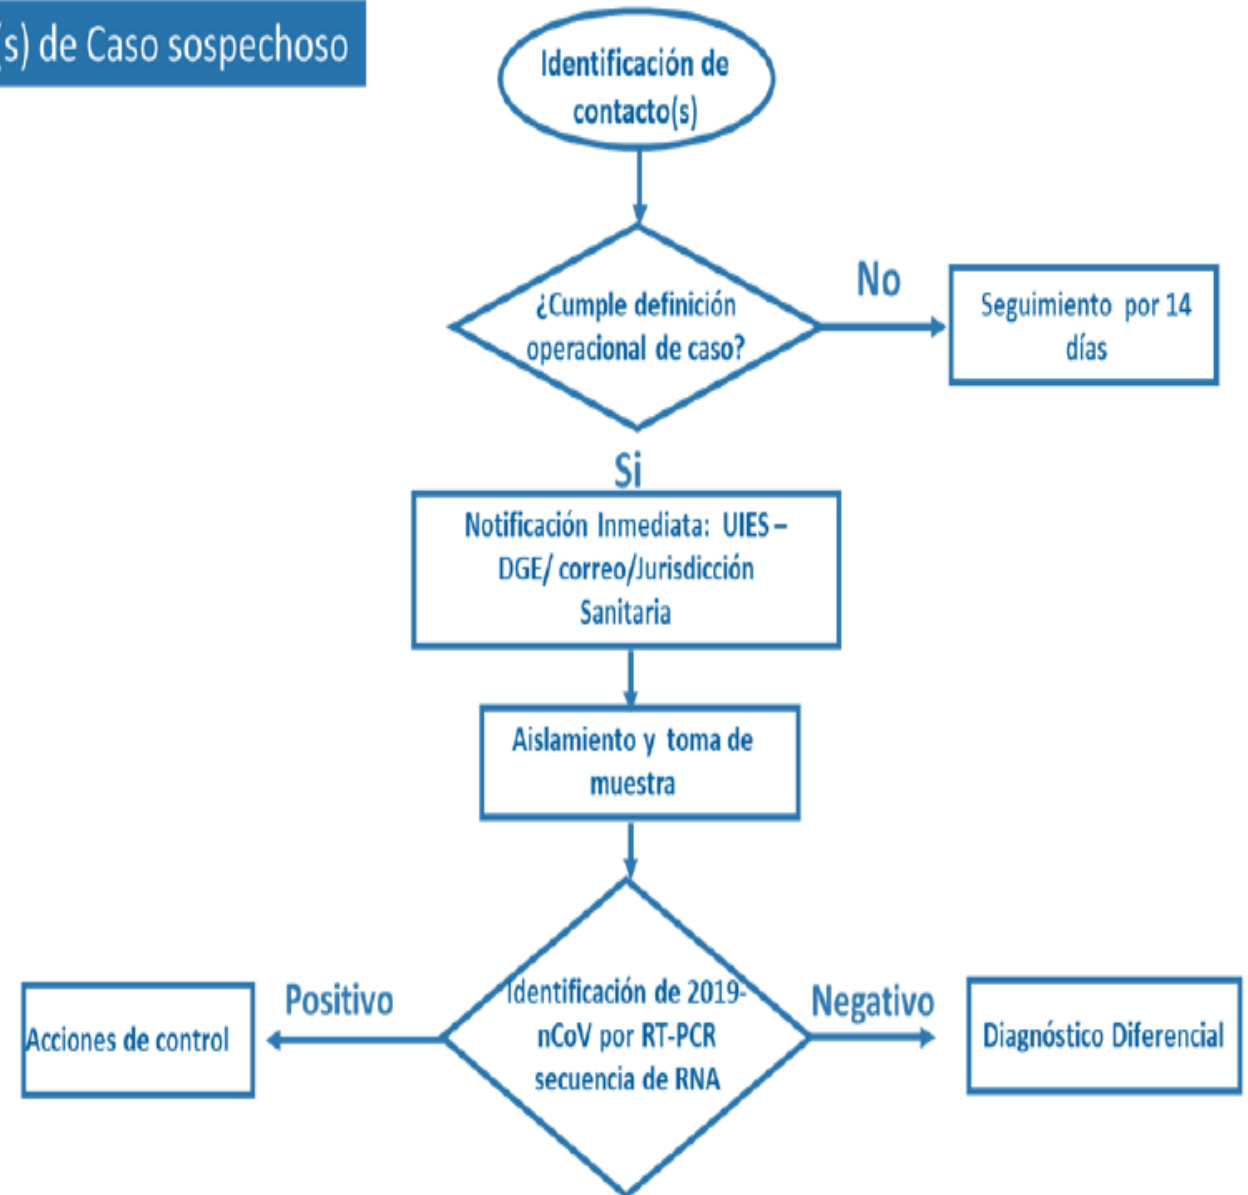 (s) de Caso sospechoso
Identificación de
contacto(s)
¿Cumple definición
operacional de caso?
No
Seguimiento por 14
días
Si
Notificación Inmediata: UIES –
DGE/ correo/Jurisdicción
Sanitaria
Aislamiento y toma de
muestra
Identificación de 2019-
nCoV por RT-PCR
secuencia de RNA
Positivo
Acciones de control
Negativo
Diagnóstico Diferencial